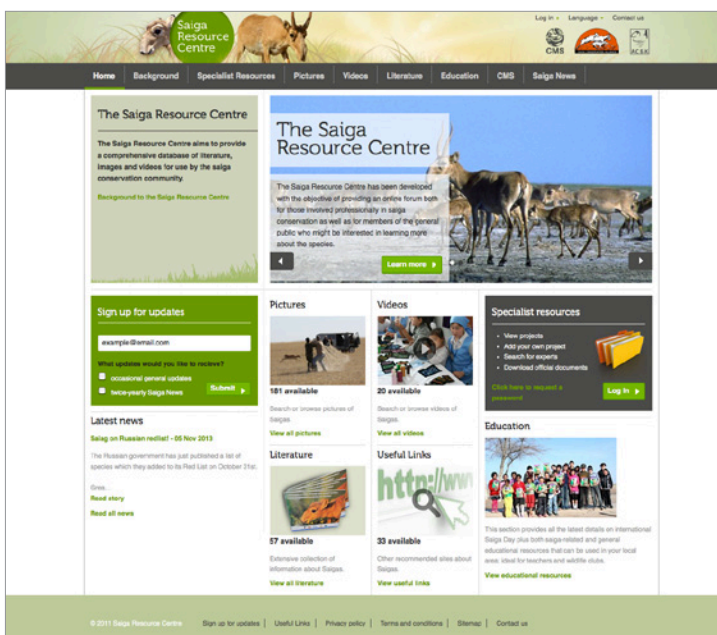 Saiga
Resource
Centre
Log in
Language
Contact us
CMS
ACSK
Home
Background
Specialist Resources
Pictures
Videos
Literature
Education
CMS
Saiga News
The Saiga Resource Centre
The Saiga Resource Centre aims to provide
a comprehensive database of literature,
images and videos for use by the saiga
conservation community.
Background to the Saiga Resource Centre
The Saiga
Resource Centre
The Saiga Resource Centre has been developed
with the objective of providing an online forum both
for those involved professionally in saiga
conservation as well as for members of the general
public who might be interested in learning more
about the species.
Learn more
Sign up for updates
example@email.com
What updates would you like to recieve?
occasional general updates
twice-yearly Saiga News
Submit
Latest news
Saiag on Russian redlist! - 05 Nov 2013
The Russian government has just published a list of
species which they added to its Red List on October 21st.
Grea...
Read story
Read all news
Pictures
181 available
Search or browse pictures of
Saigas.
View all pictures
Videos
20 available
Search or browse videos of
Saigas.
View all videos
Literature
57 available
Extensive collection of
information about Saigas.
View all literature
Useful Links
http://www
33 available
Other recommended sites about
Saigas.
View useful links
Specialist resources
• View projects
• Add your own project
• Search for experts
• Download official documents
Click here to request a
password
Log In
Education
This section provides all the latest details on international
Saiga Day plus both saiga-related and general
educational resources that can be used in your local
area, ideal for teachers and wildlife clubs.
View educational resources
© 2011 Saiga Resource Centre
Sign up for updates | Useful Links | Privacy policy | Terms and conditions | Sitemap | Contact us